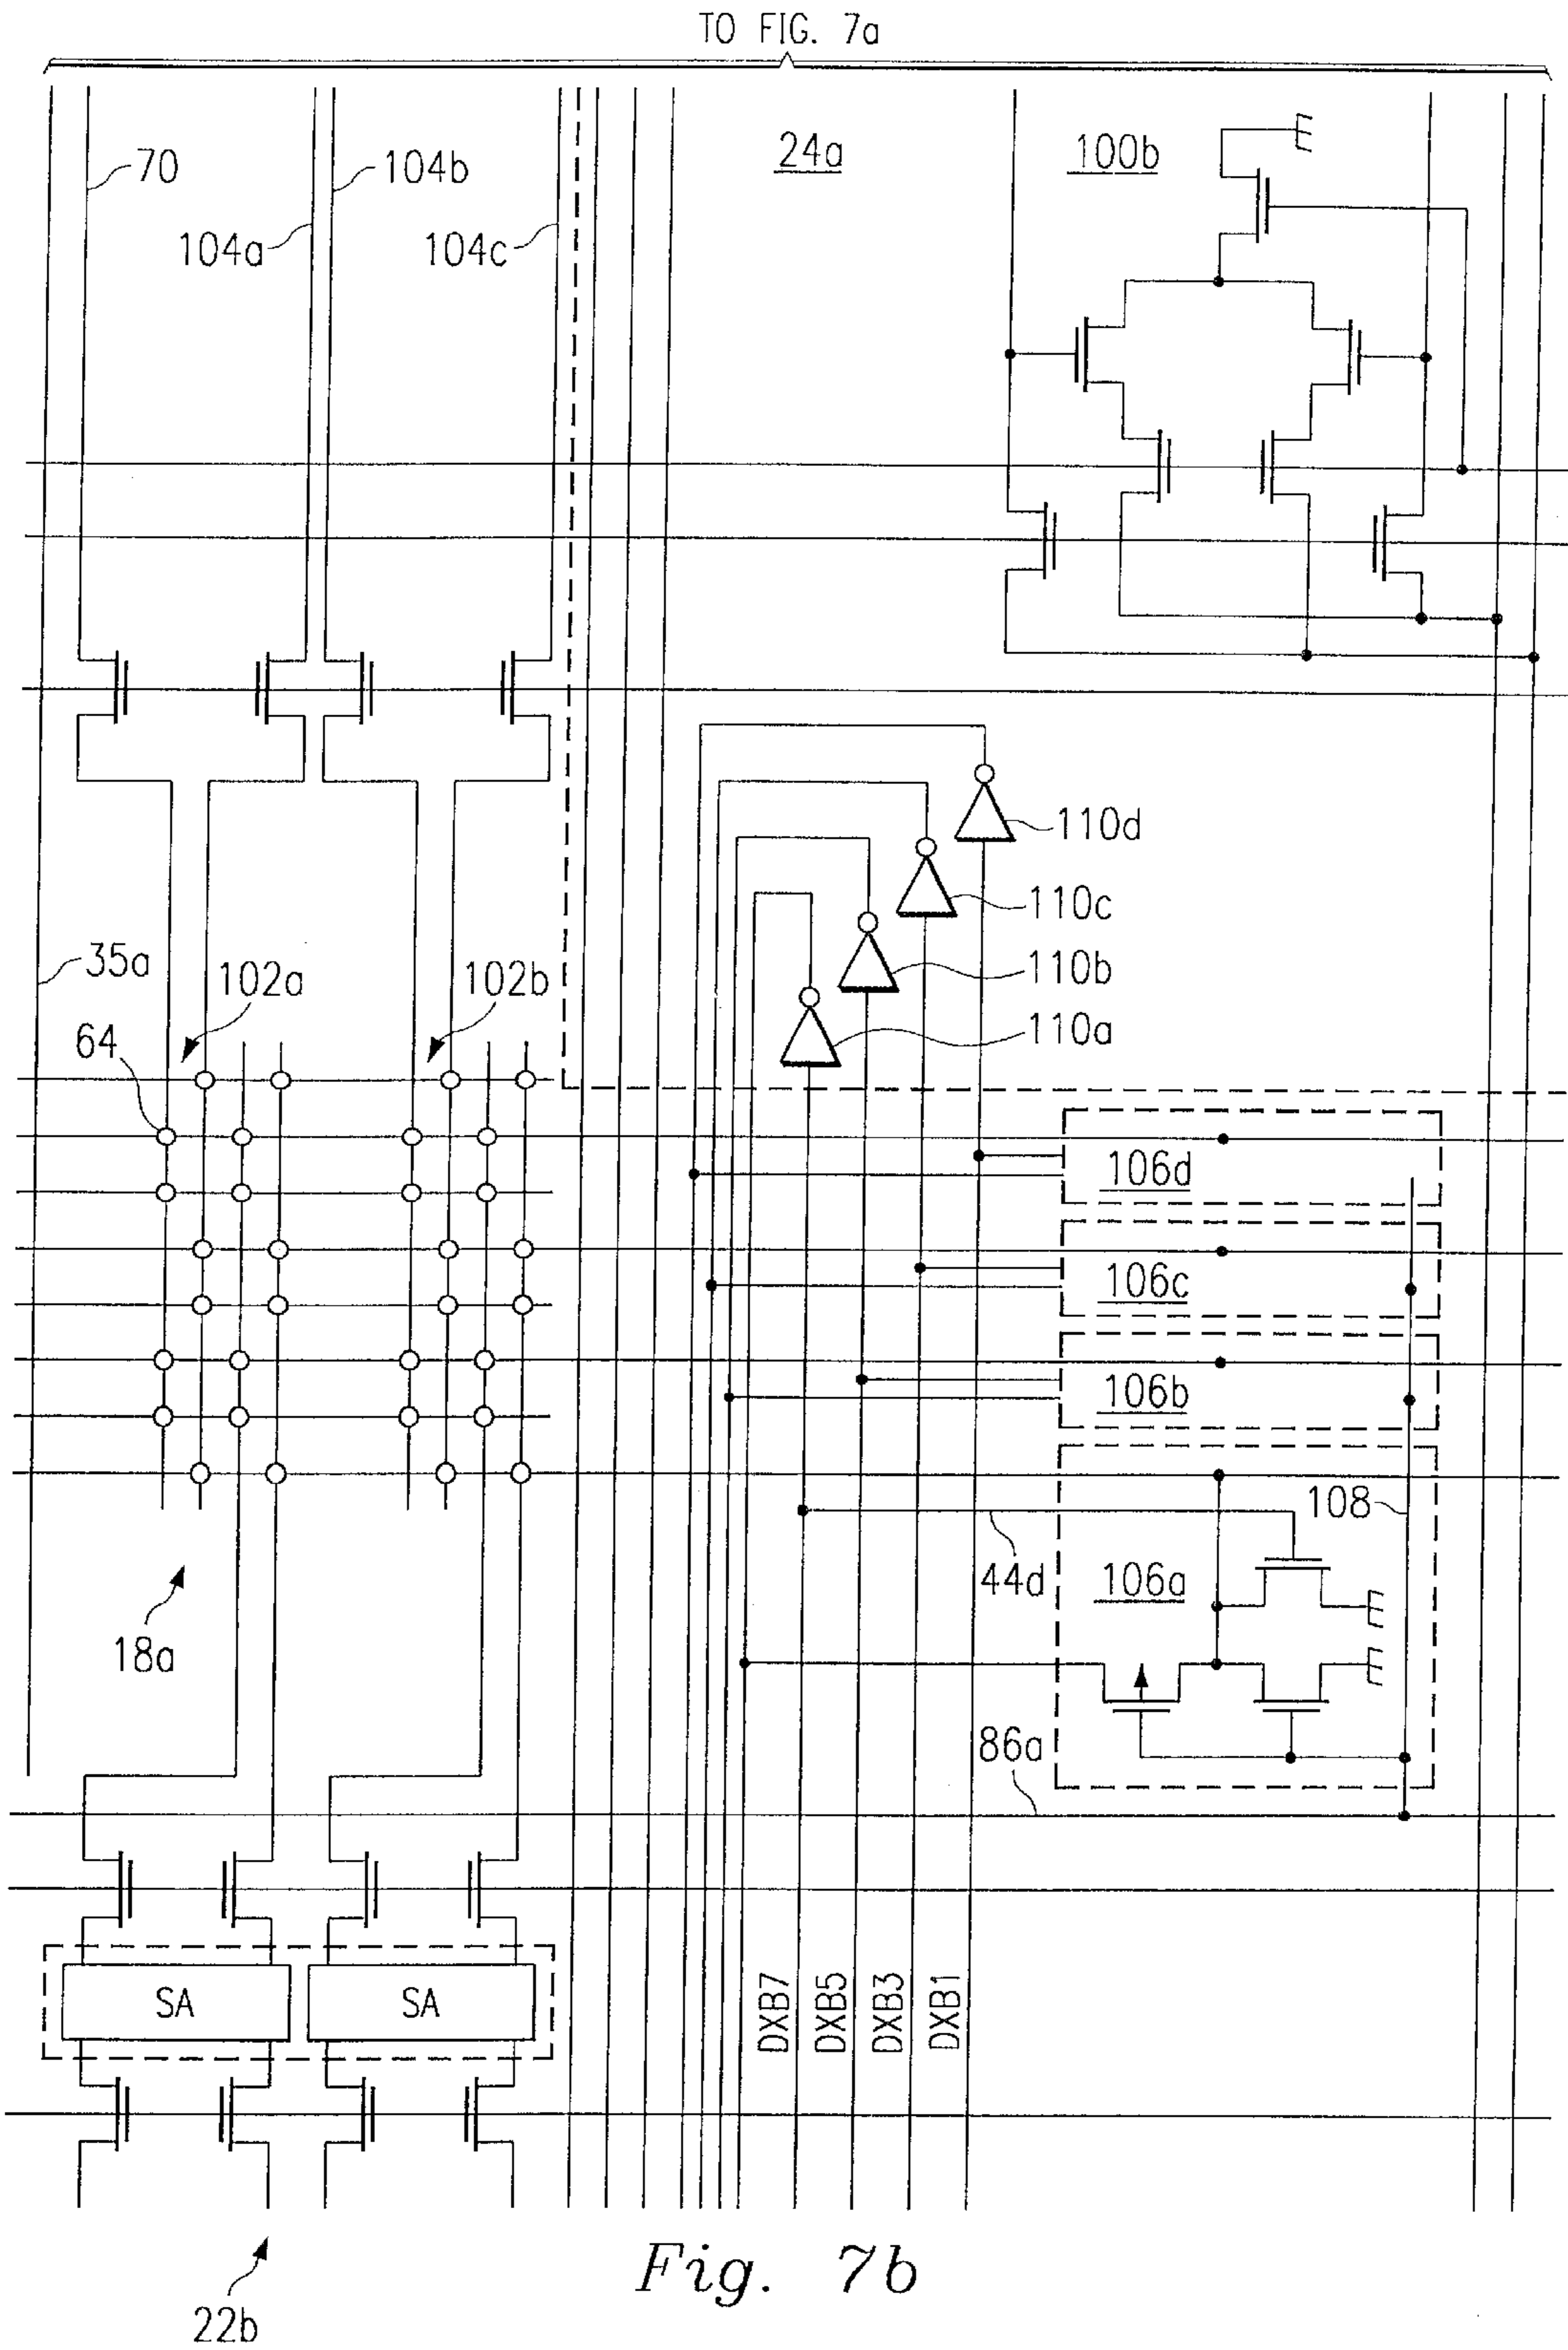 TO FIG. 7a
70
104b
24a
100b
104a
104c
110d
110c
35a
102a
102b
110b
64
110a
106d
106c
106b
108
44d
106a
18a
86a
SA
SA
DXB7
DXB5
DXB3
DXB1
Fig. 7b
22b